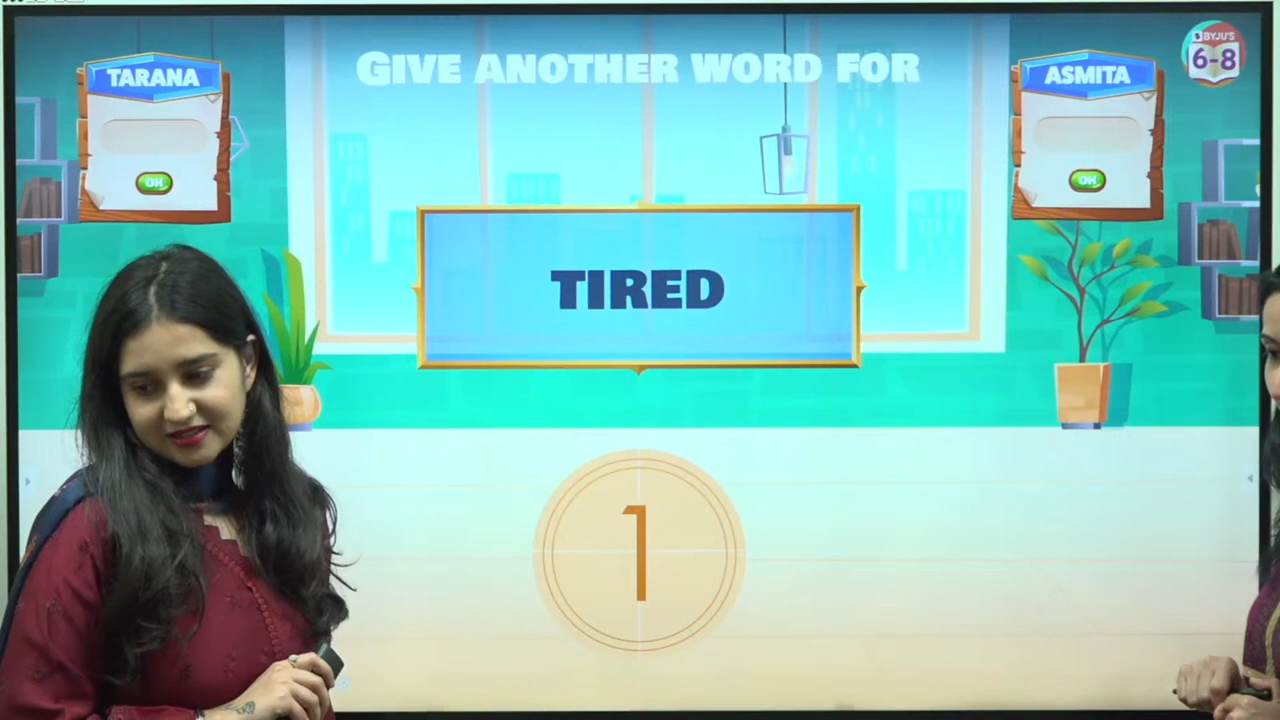 GIVE ANOTHER WORD FOR
TARANA
OK
ASMITA
OK
BYJU'S
6-8
TIRED
1